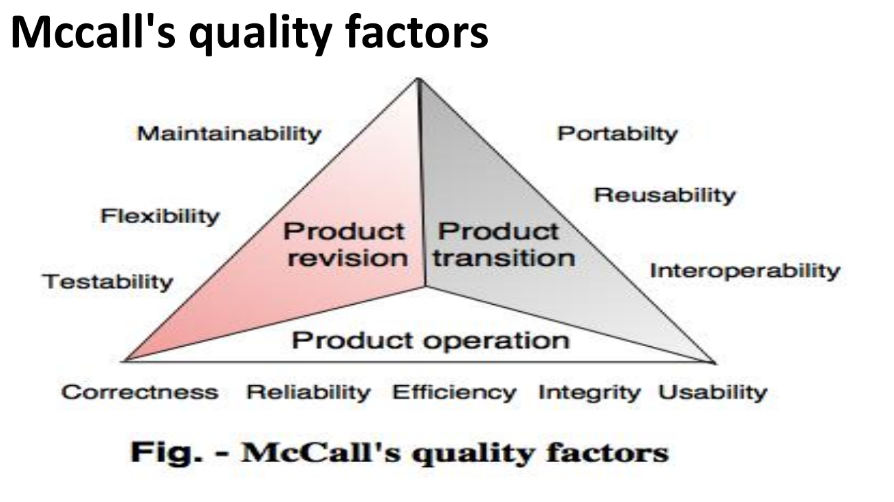 Mccall's quality factors
Maintainability
Portabilty
Flexibility
Reusability
Product
revision
Product
transition
Testability
Interoperability
Product operation
Correctness Reliability Efficiency Integrity Usability
Fig. - McCall's quality factors